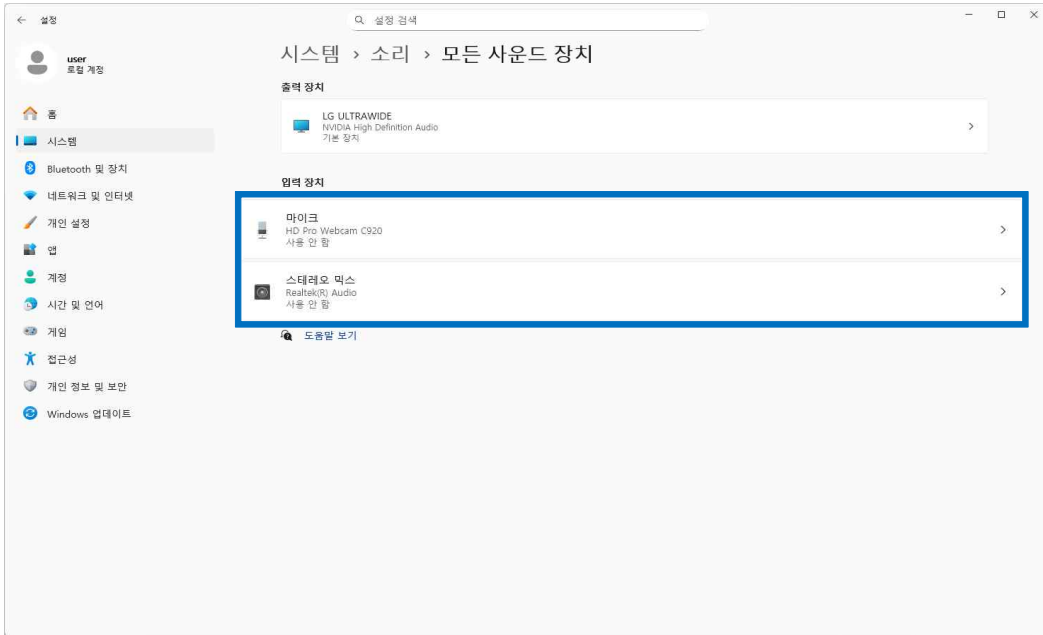 설정
설정 검색
user
로컬 계정
시스템 > 소리 > 모든 사운드 장치
출력 장치
LG ULTRAWIDE
NVIDIA High Definition Audio
기본 장치
입력 장치
마이크
HD Pro Webcam C920
사용 안 함
스테레오 믹스
Realtek(R) Audio
사용 안 함
도움말 보기
홈
시스템
Bluetooth 및 장치
네트워크 및 인터넷
개인 설정
앱
계정
시간 및 언어
게임
접근성
개인 정보 및 보안
Windows 업데이트